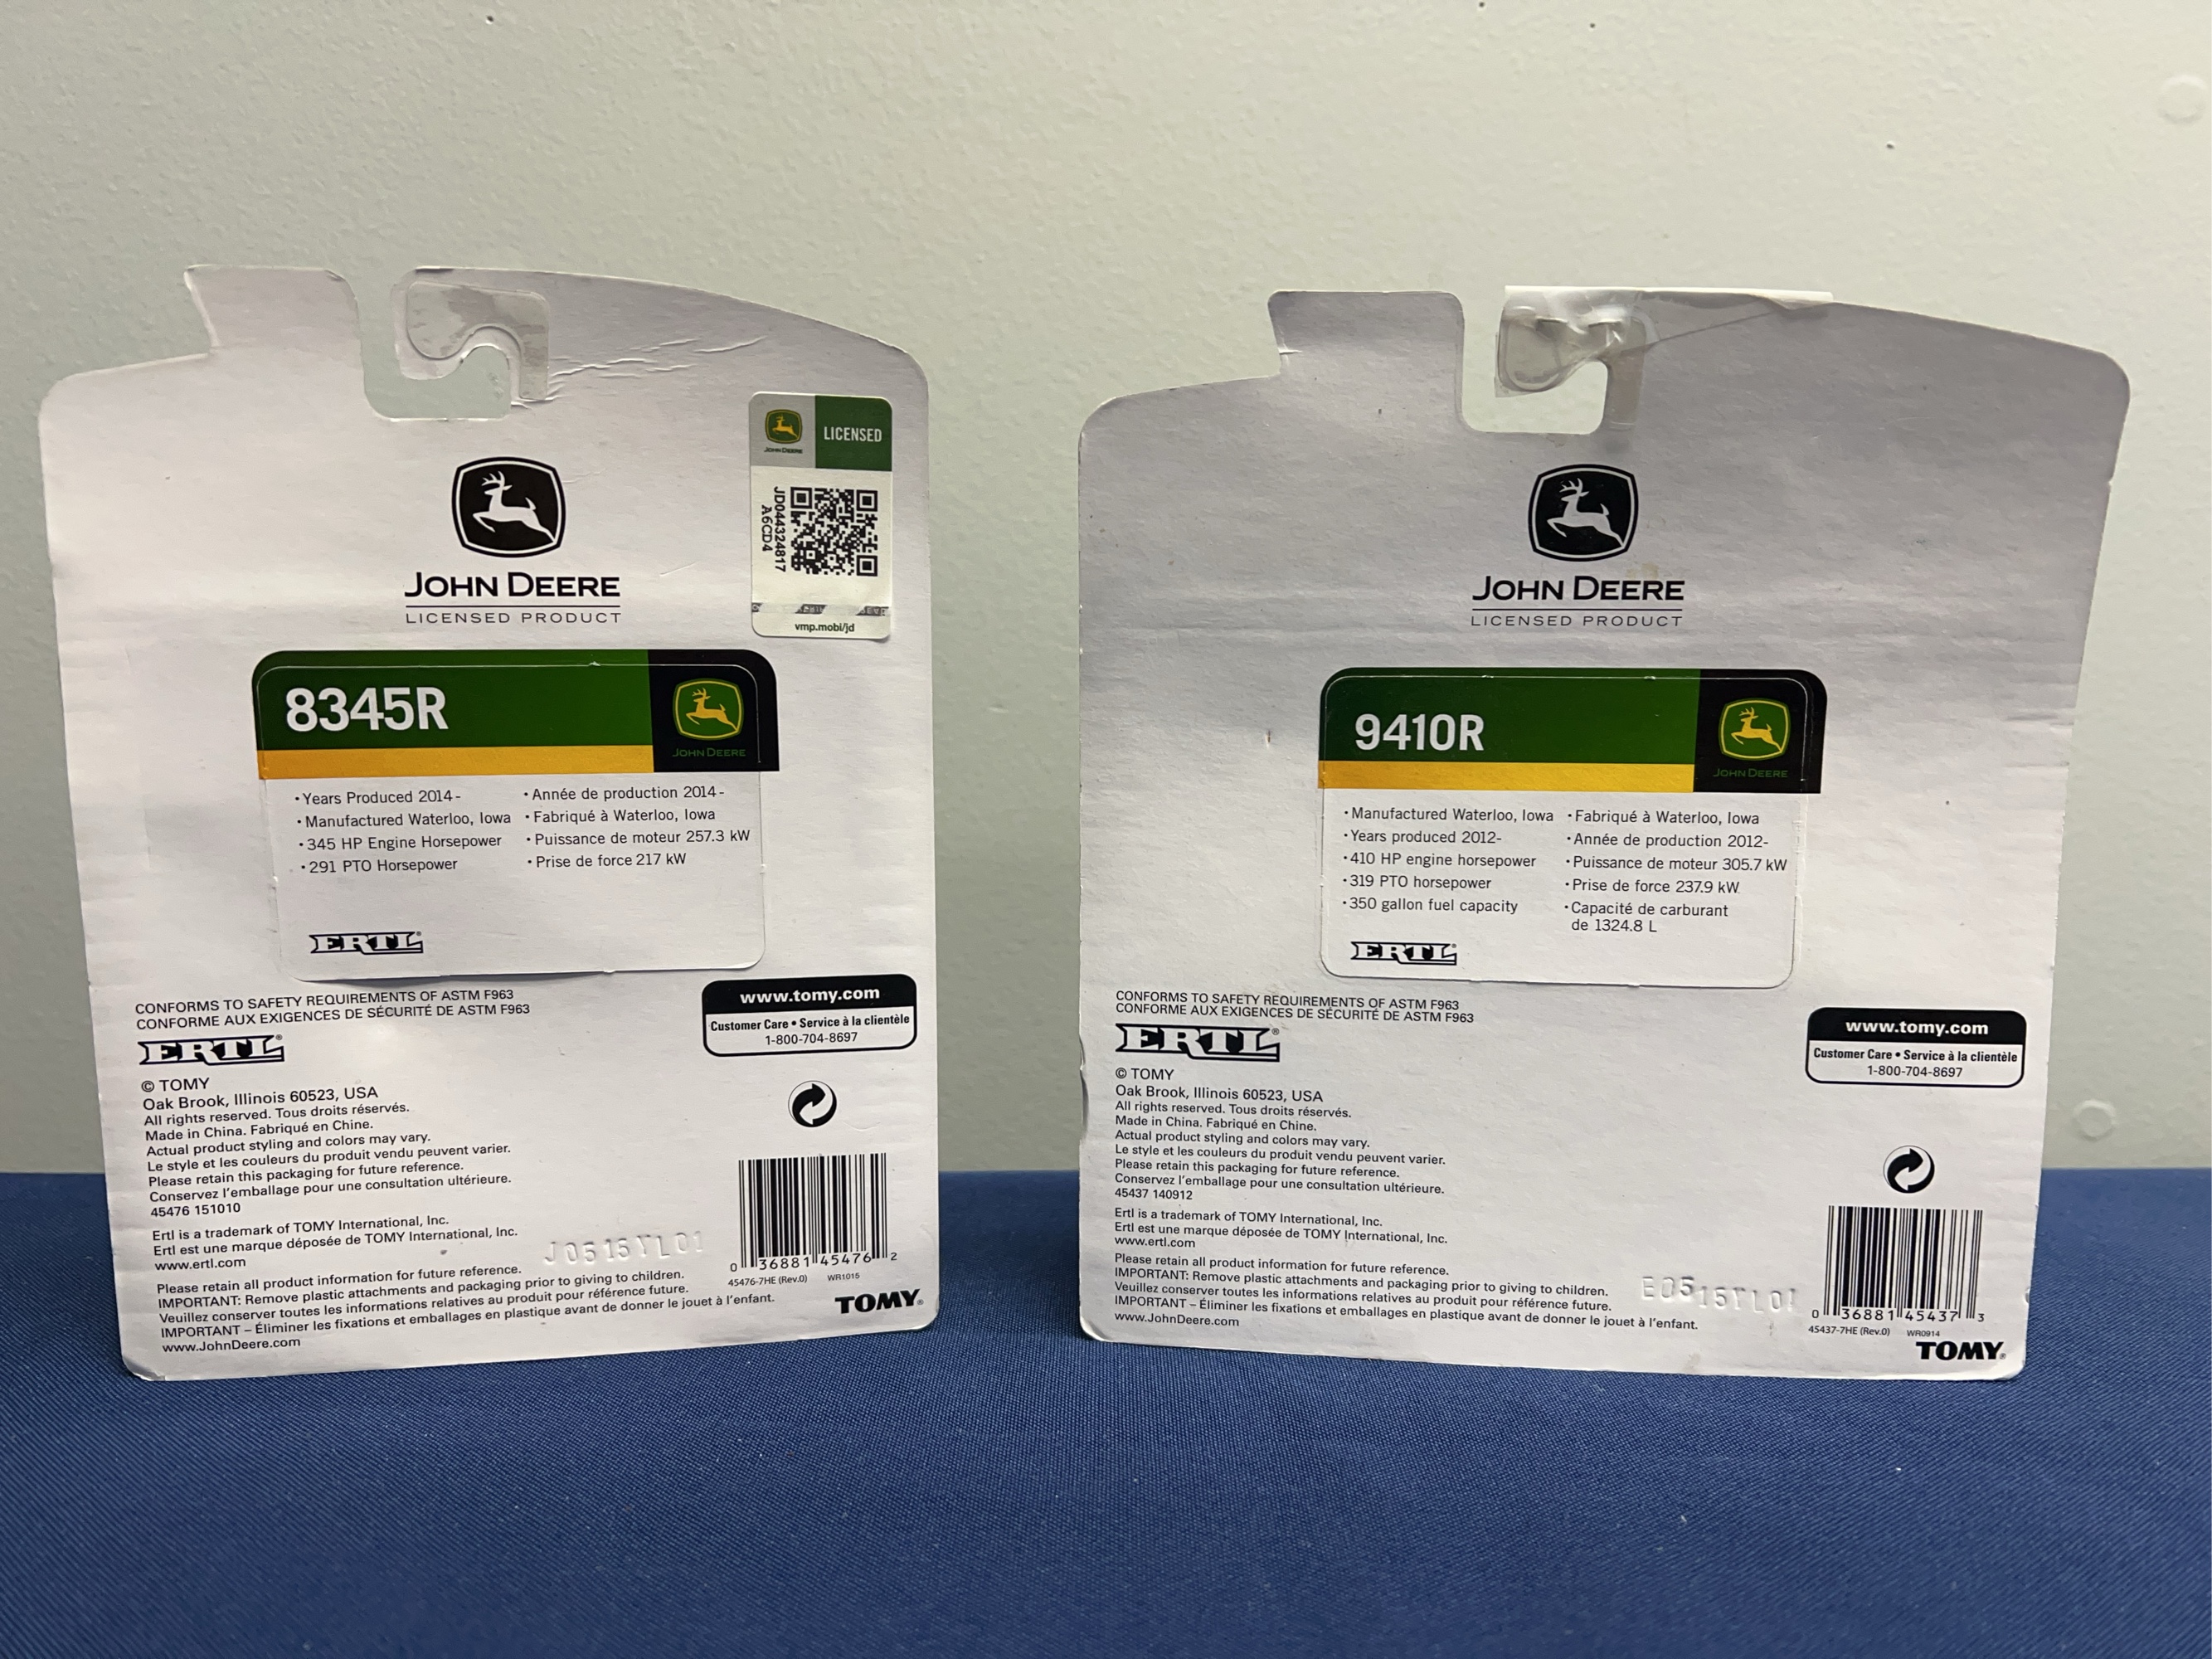 LICENSED
JOHN DEERE
JD044324817
A6CD4
vmp.mobi/jd
JOHN DEERE
LICENSED PRODUCT
8345R
JOHN DEERE
•Years Produced 2014-
•Manufactured Waterloo, Iowa
•345 HP Engine Horsepower
•291 PTO Horsepower
•Année de production 2014-
•Fabriqué à Waterloo, Iowa
•Puissance de moteur 257.3 kW
•Prise de force 217 kW
ERTL®
CONFORMS TO SAFETY REQUIREMENTS OF ASTM F963
CONFORME AUX EXIGENCES DE SÉCURITÉ DE ASTM F963
ERTL®
www.tomy.com
Customer Care • Service à la clientèle
1-800-704-8697
© TOMY
Oak Brook, Illinois 60523, USA
All rights reserved. Tous droits réservés.
Made in China. Fabriqué en Chine.
Actual product styling and colors may vary.
Le style et les couleurs du produit vendu peuvent varier.
Please retain this packaging for future reference.
Conservez l'emballage pour une consultation ultérieure.
45476 151010
Ertl is a trademark of TOMY International, Inc.
Ertl est une marque déposée de TOMY International, Inc.
www.ertl.com
J0515YL01
Please retain all product information for future reference.
IMPORTANT: Remove plastic attachments and packaging prior to giving to children.
Veuillez conserver toutes les informations relatives au produit pour référence future.
IMPORTANT – Éliminer les fixations et emballages en plastique avant de donner le jouet à l'enfant.
www.JohnDeere.com
0 36881 45476 2
45476-7HE (Rev.0) WR1015
TOMY®
JOHN DEERE
LICENSED PRODUCT
9410R
JOHN DEERE
•Manufactured Waterloo, Iowa
•Years produced 2012-
•410 HP engine horsepower
•319 PTO horsepower
•350 gallon fuel capacity
•Fabriqué à Waterloo, Iowa
•Année de production 2012-
•Puissance de moteur 305.7 kW
•Prise de force 237.9 kW
•Capacité de carburant
de 1324.8 L
ERTL®
CONFORMS TO SAFETY REQUIREMENTS OF ASTM F963
CONFORME AUX EXIGENCES DE SÉCURITÉ DE ASTM F963
ERTL®
www.tomy.com
Customer Care • Service à la clientèle
1-800-704-8697
© TOMY
Oak Brook, Illinois 60523, USA
All rights reserved. Tous droits réservés.
Made in China. Fabriqué en Chine.
Actual product styling and colors may vary.
Le style et les couleurs du produit vendu peuvent varier.
Please retain this packaging for future reference.
Conservez l'emballage pour une consultation ultérieure.
45437 140912
Ertl is a trademark of TOMY International, Inc.
Ertl est une marque déposée de TOMY International, Inc.
www.ertl.com
Please retain all product information for future reference.
IMPORTANT: Remove plastic attachments and packaging prior to giving to children.
Veuillez conserver toutes les informations relatives au produit pour référence future.
IMPORTANT – Éliminer les fixations et emballages en plastique avant de donner le jouet à l'enfant.
www.JohnDeere.com
E0515YL01
0 36881 45437 3
45437-7HE (Rev.0) WR0914
TOMY®